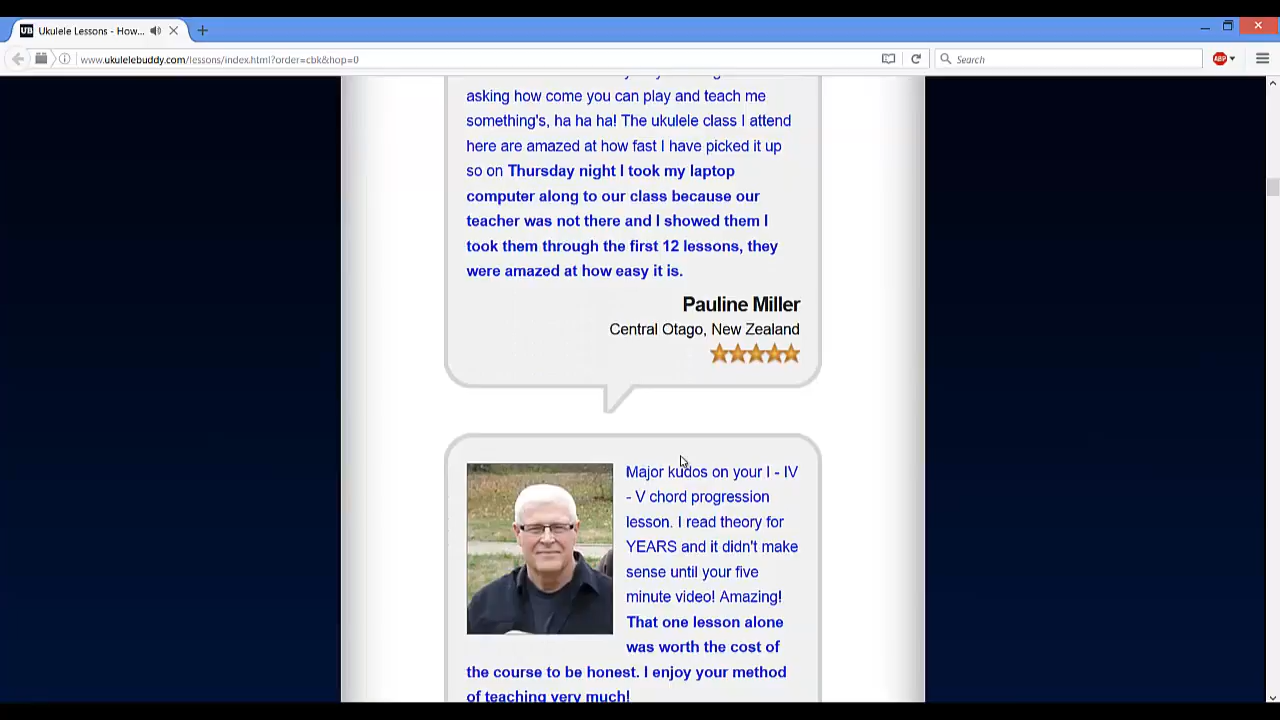 UB Ukulele Lessons - How...
www.ukulelebuddy.com/lessons/index.html?order=cbk&hop=0
Search
ABP
asking how come you can play and teach me
something's, ha ha ha! The ukulele class I attend
here are amazed at how fast I have picked it up
so on Thursday night I took my laptop
computer along to our class because our
teacher was not there and I showed them I
took them through the first 12 lessons, they
were amazed at how easy it is.
Pauline Miller
Central Otago, New Zealand
Major kudos on your I - IV
- V chord progression
lesson. I read theory for
YEARS and it didn't make
sense until your five
minute video! Amazing!
That one lesson alone
was worth the cost of
the course to be honest. I enjoy your method
of teaching very much!